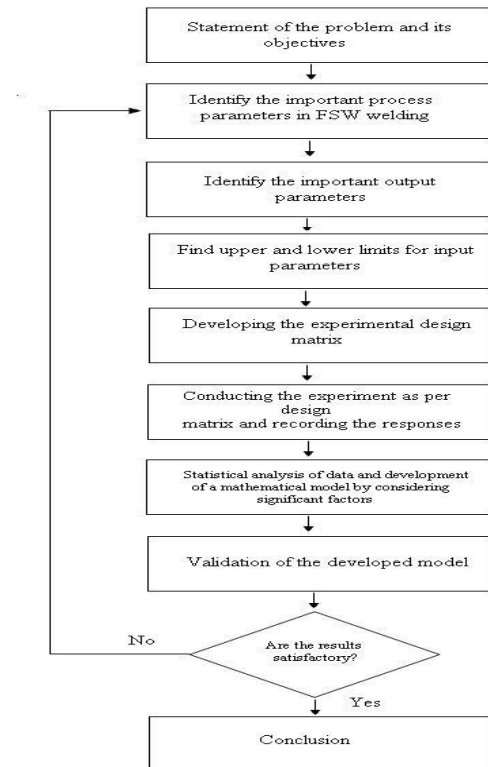 Statement of the problem and its
objectives
Identify the important process
parameters in FSW welding
Identify the important output
parameters
Find upper and lower limits for input
parameters
Developing the experimental design
matrix
Conducting the experiment as per
design
matrix and recording the responses
Statistical analysis of data and development
of a mathematical model by considering
significant factors
Validation of the developed model
No
Are the results
satisfactory?
Yes
Conclusion